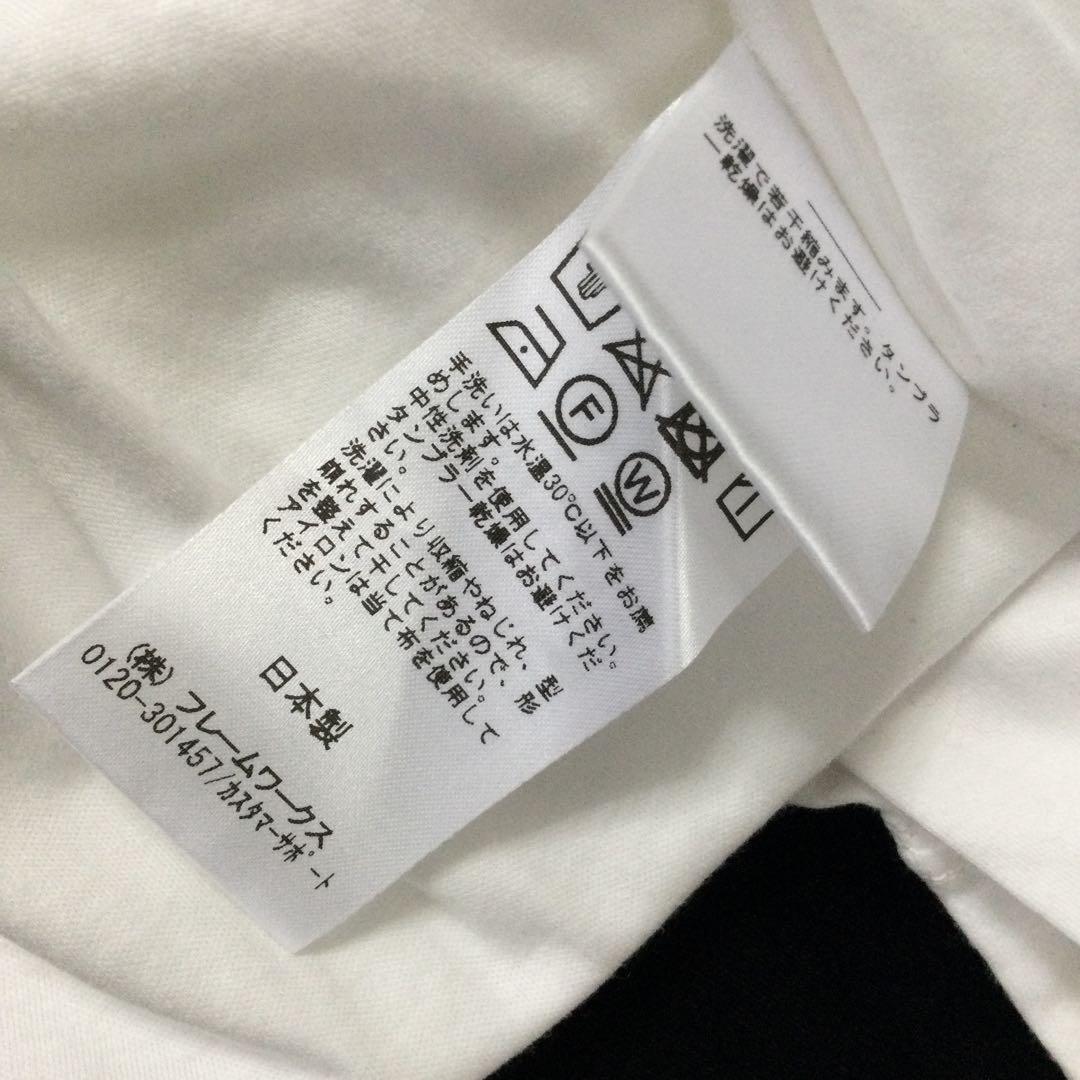 洗濯で若干縮みます。タンブラ
ー乾燥はお避けください。
F
W
手洗いは水温30℃以下をお薦
めします。
中性洗剤を使用してください。
タンブラー乾燥はお避けくだ
さい。
洗濯により収縮やねじれ、型
崩れすることがあるので、形
を整えて干してください。
アイロンは当て布を使用して
ください。
日本製
(株)フレームワークス
0120-301457/カスタマーサポート